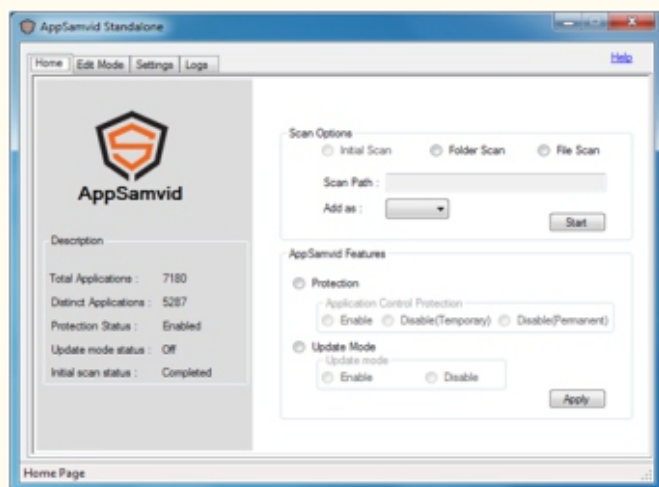 AppSamvid Standalone
Home Edit Mode Settings Logs Help
AppSamvid
Description
Total Applications : 7180
Distinct Applications : 5287
Protection Status : Enabled
Update mode status : Off
Initial scan status : Completed
Scan Options
Initial Scan Folder Scan File Scan
Scan Path :
Add as :
Start
AppSamvid Features
Protection
Application Control Protection
Enable Disable(Temporary) Disable(Permanent)
Update Mode
Update mode
Enable Disable
Apply
Home Page